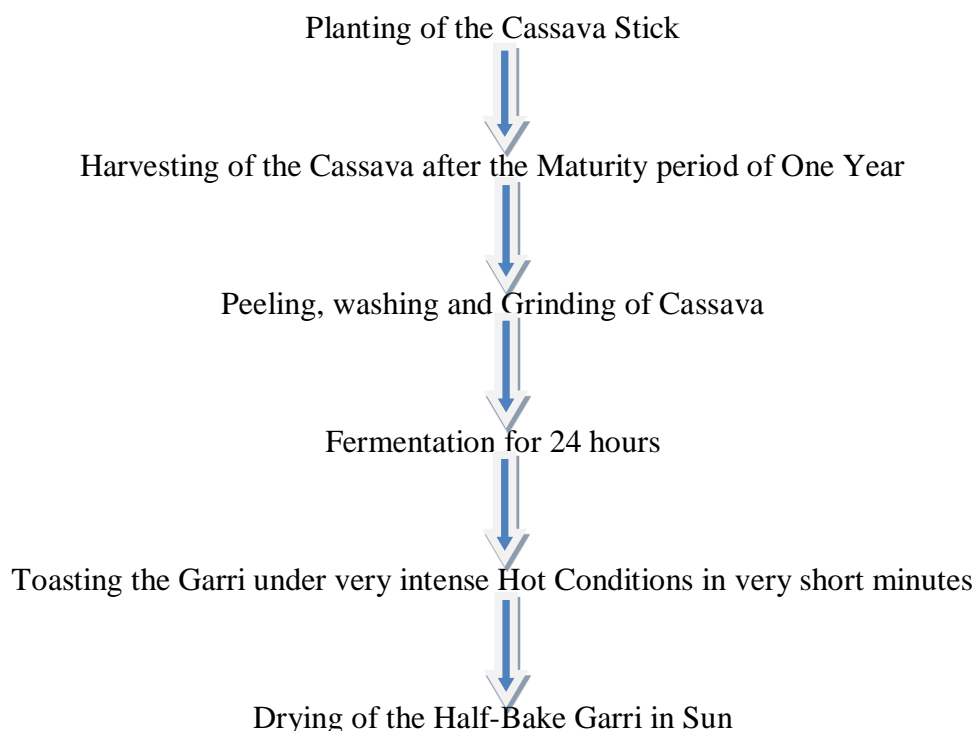 Planting of the Cassava Stick
Harvesting of the Cassava after the Maturity period of One Year
Peeling, washing and Grinding of Cassava
Fermentation for 24 hours
Toasting the Garri under very intense Hot Conditions in very short minutes
Drying of the Half-Bake Garri in Sun